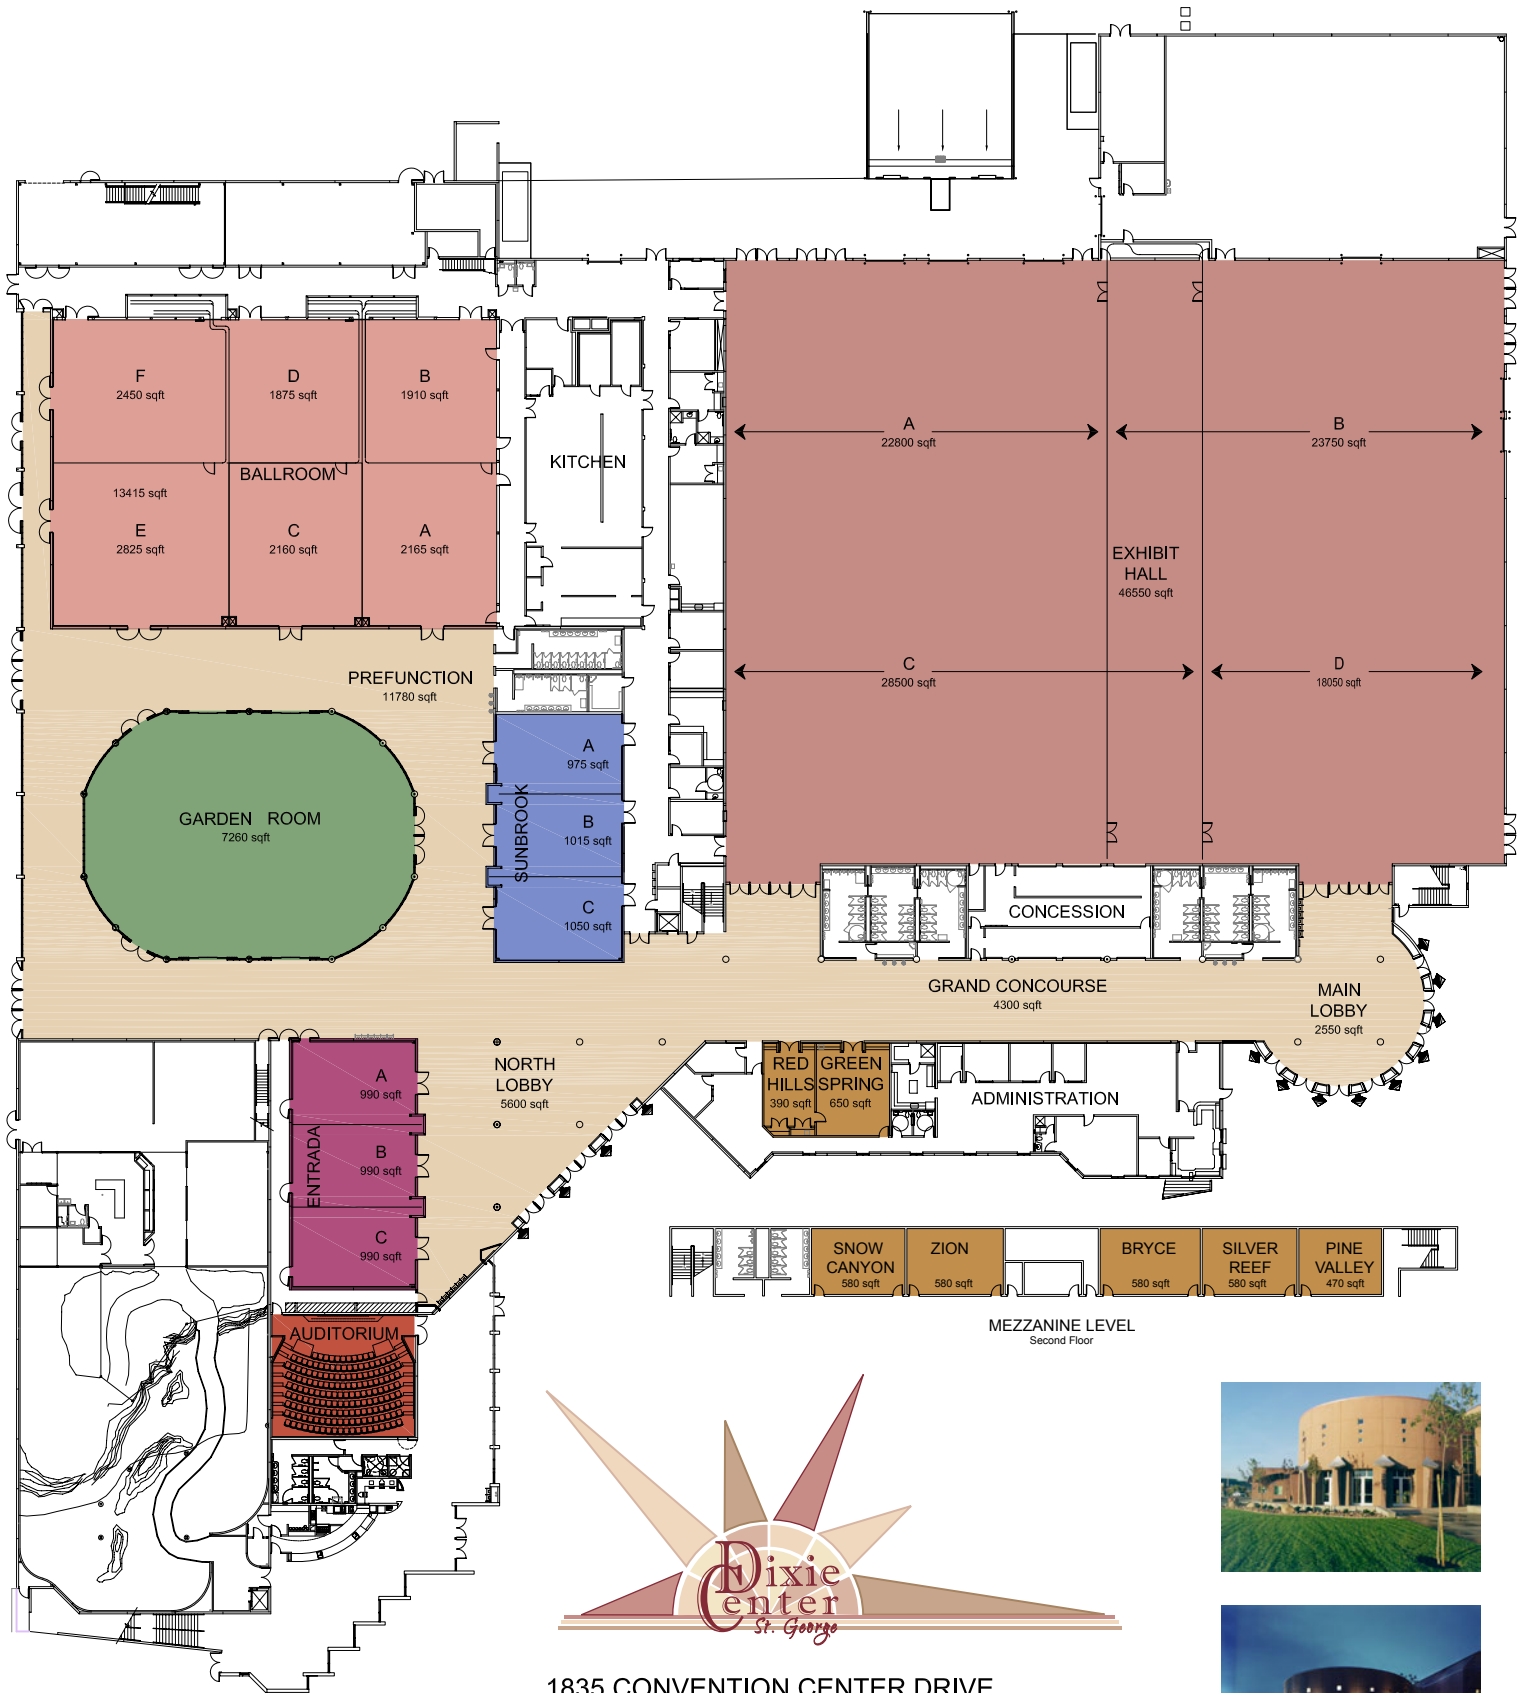 F
2450 sqft
D
1875 sqft
B
1910 sqft
BALLROOM
13415 sqft
E
2825 sqft
C
2160 sqft
A
2165 sqft
KITCHEN
A
22800 sqft
B
23750 sqft
EXHIBIT
HALL
46550 sqft
C
28500 sqft
D
18050 sqft
PREFUNCTION
11780 sqft
GARDEN ROOM
7260 sqft
SUNBROOK
A
975 sqft
B
1015 sqft
C
1050 sqft
CONCESSION
GRAND CONCOURSE
4300 sqft
MAIN
LOBBY
2550 sqft
NORTH
LOBBY
5600 sqft
ENTRADA
A
990 sqft
B
990 sqft
C
990 sqft
RED
HILLS
390 sqft
GREEN
SPRING
650 sqft
ADMINISTRATION
SNOW
CANYON
580 sqft
ZION
580 sqft
BRYCE
580 sqft
SILVER
REEF
580 sqft
PINE
VALLEY
470 sqft
MEZZANINE LEVEL
Second Floor
AUDITORIUM
Dixie
Center
St. George
1835 CONVENTION CENTER DRIVE